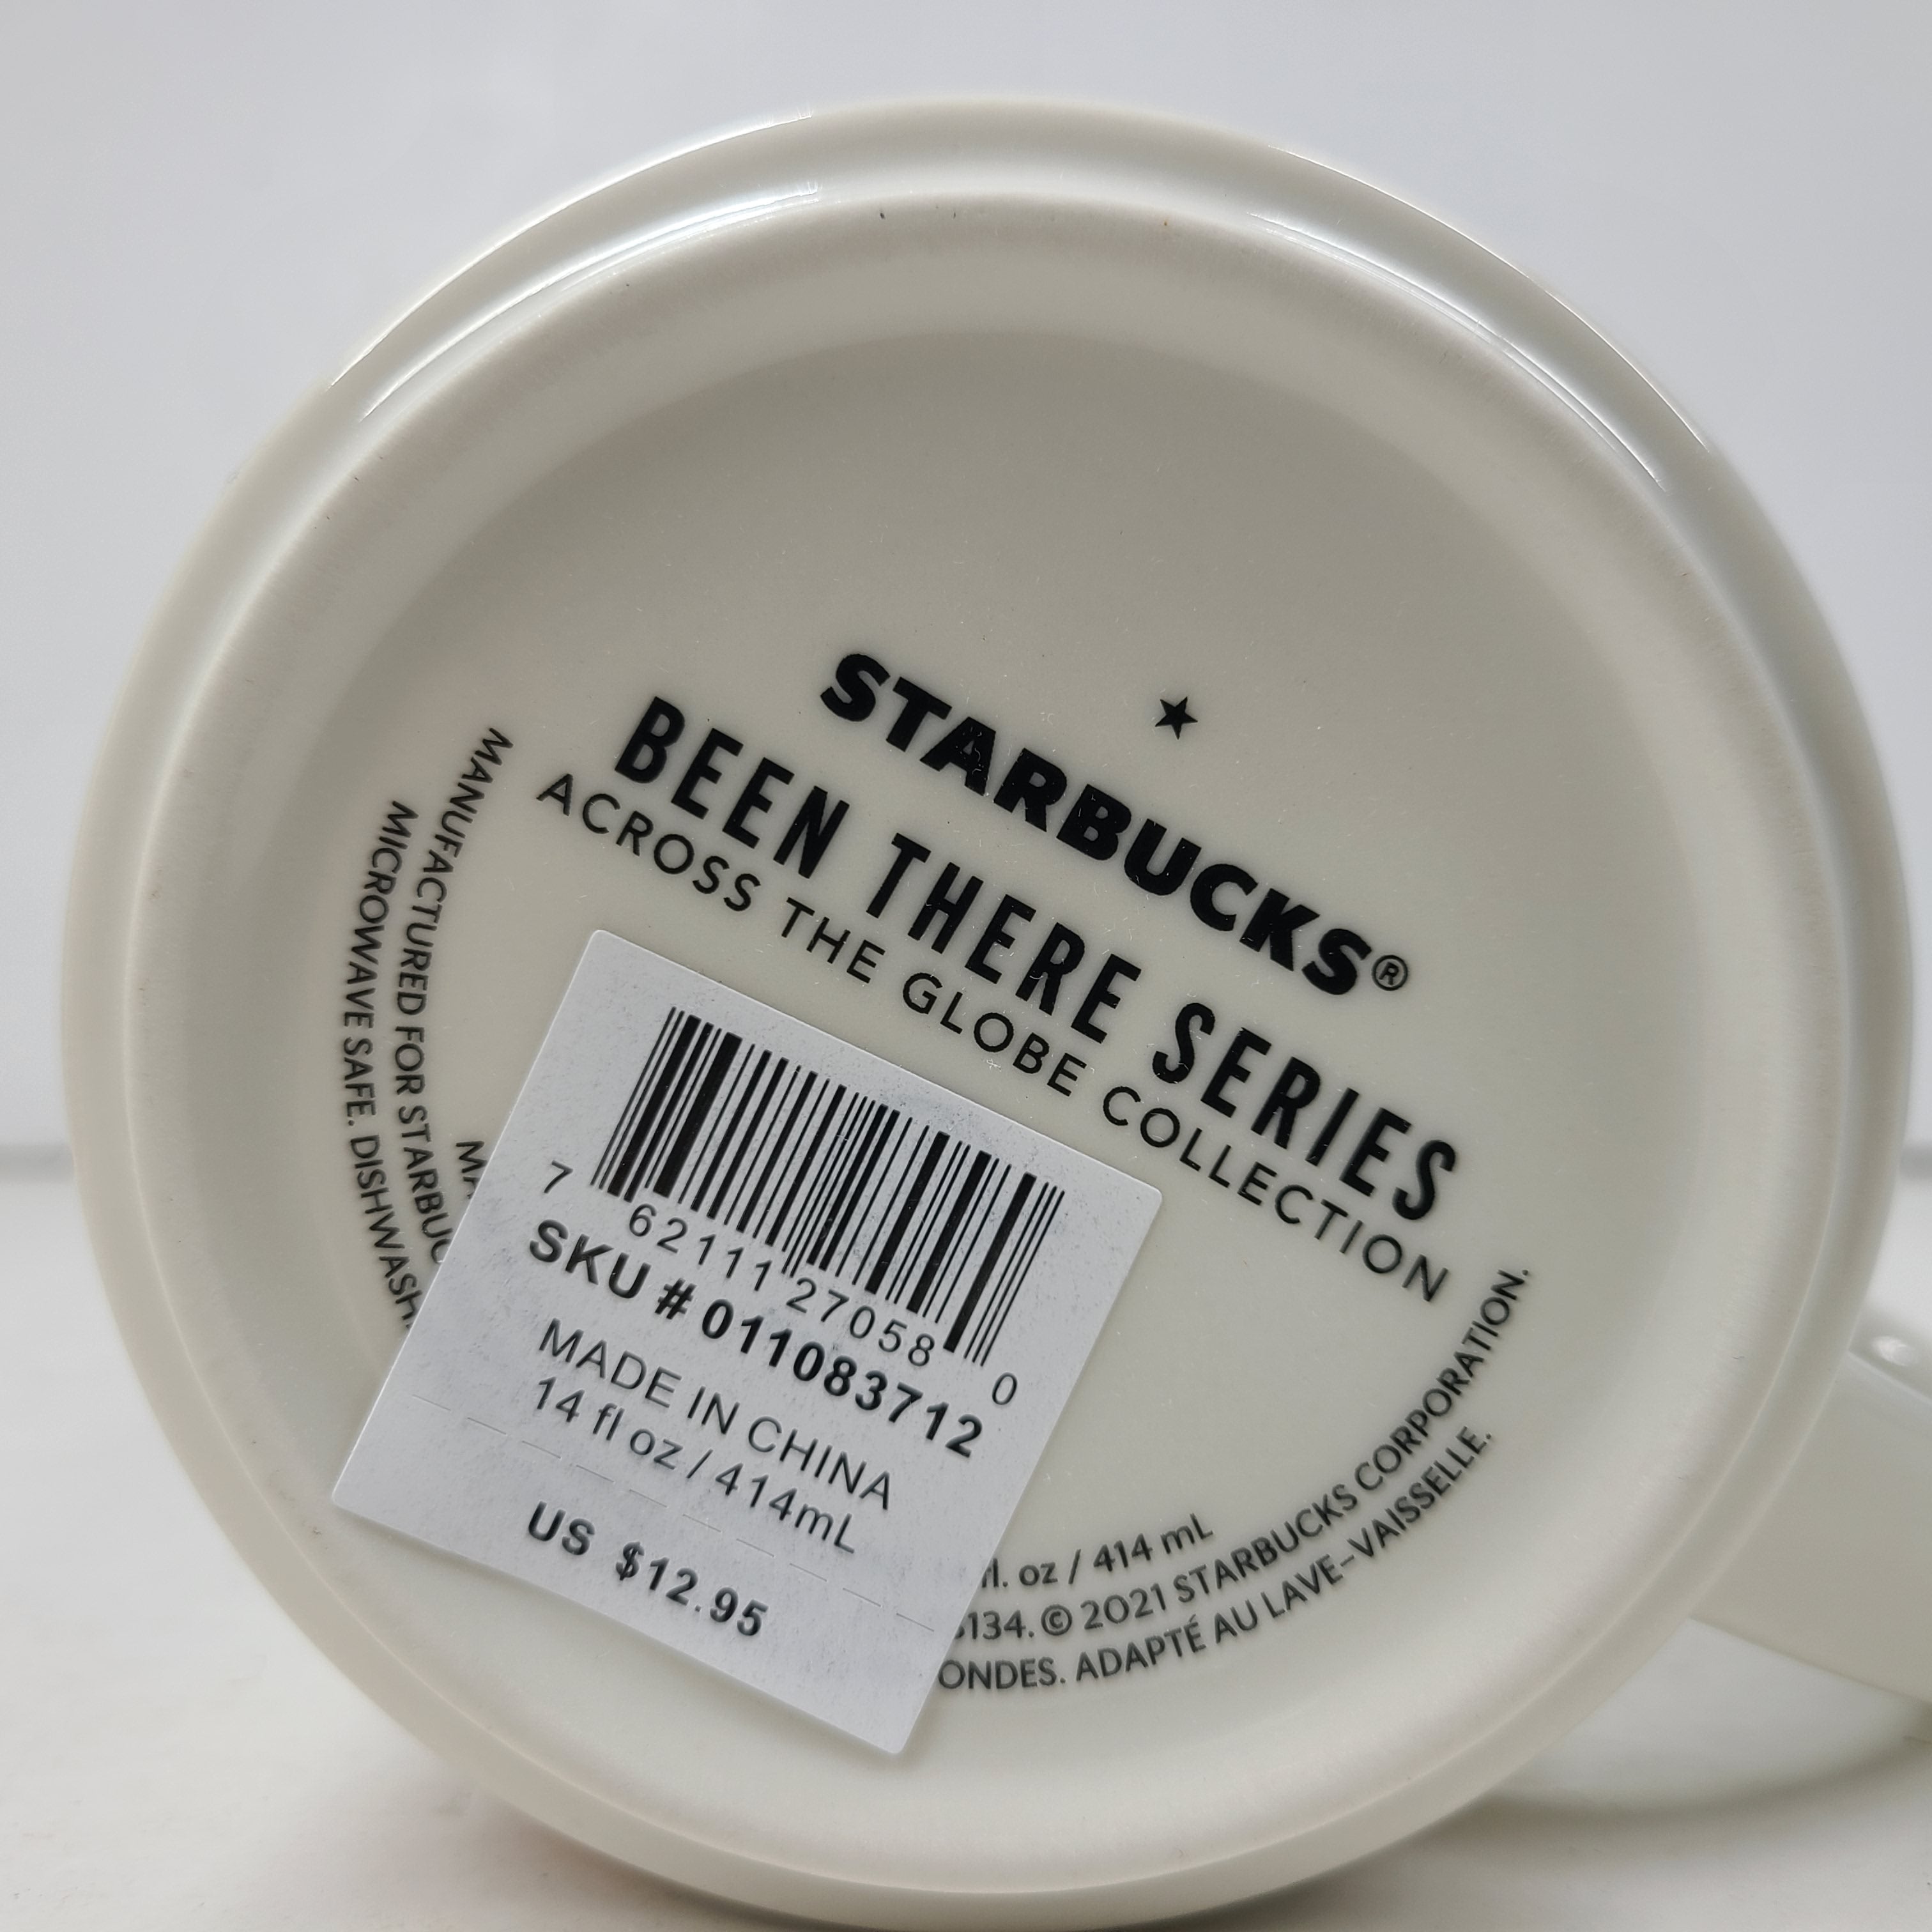 STARBUCKS®
BEEN THERE SERIES
ACROSS THE GLOBE COLLECTION
7 62111 27058 0
SKU # 011083712
MADE IN CHINA
14 fl oz / 414mL
US $12.95
fl. oz / 414 mL
MANUFACTURED FOR STARBUC
134. © 2021 STARBUCKS CORPORATION.
MICROWAVE SAFE. DISHWASH
ONDES. ADAPTÉ AU LAVE-VAISSELLE.